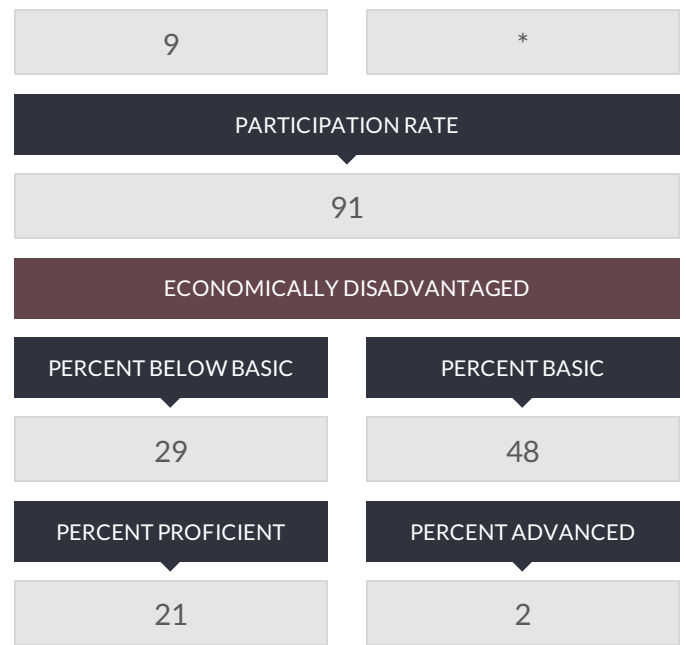 9 *
PARTICIPATION RATE
91
ECONOMICALLY DISADVANTAGED
PERCENT BELOW BASIC PERCENT BASIC
29 48
PERCENT PROFICIENT PERCENT ADVANCED
21 2